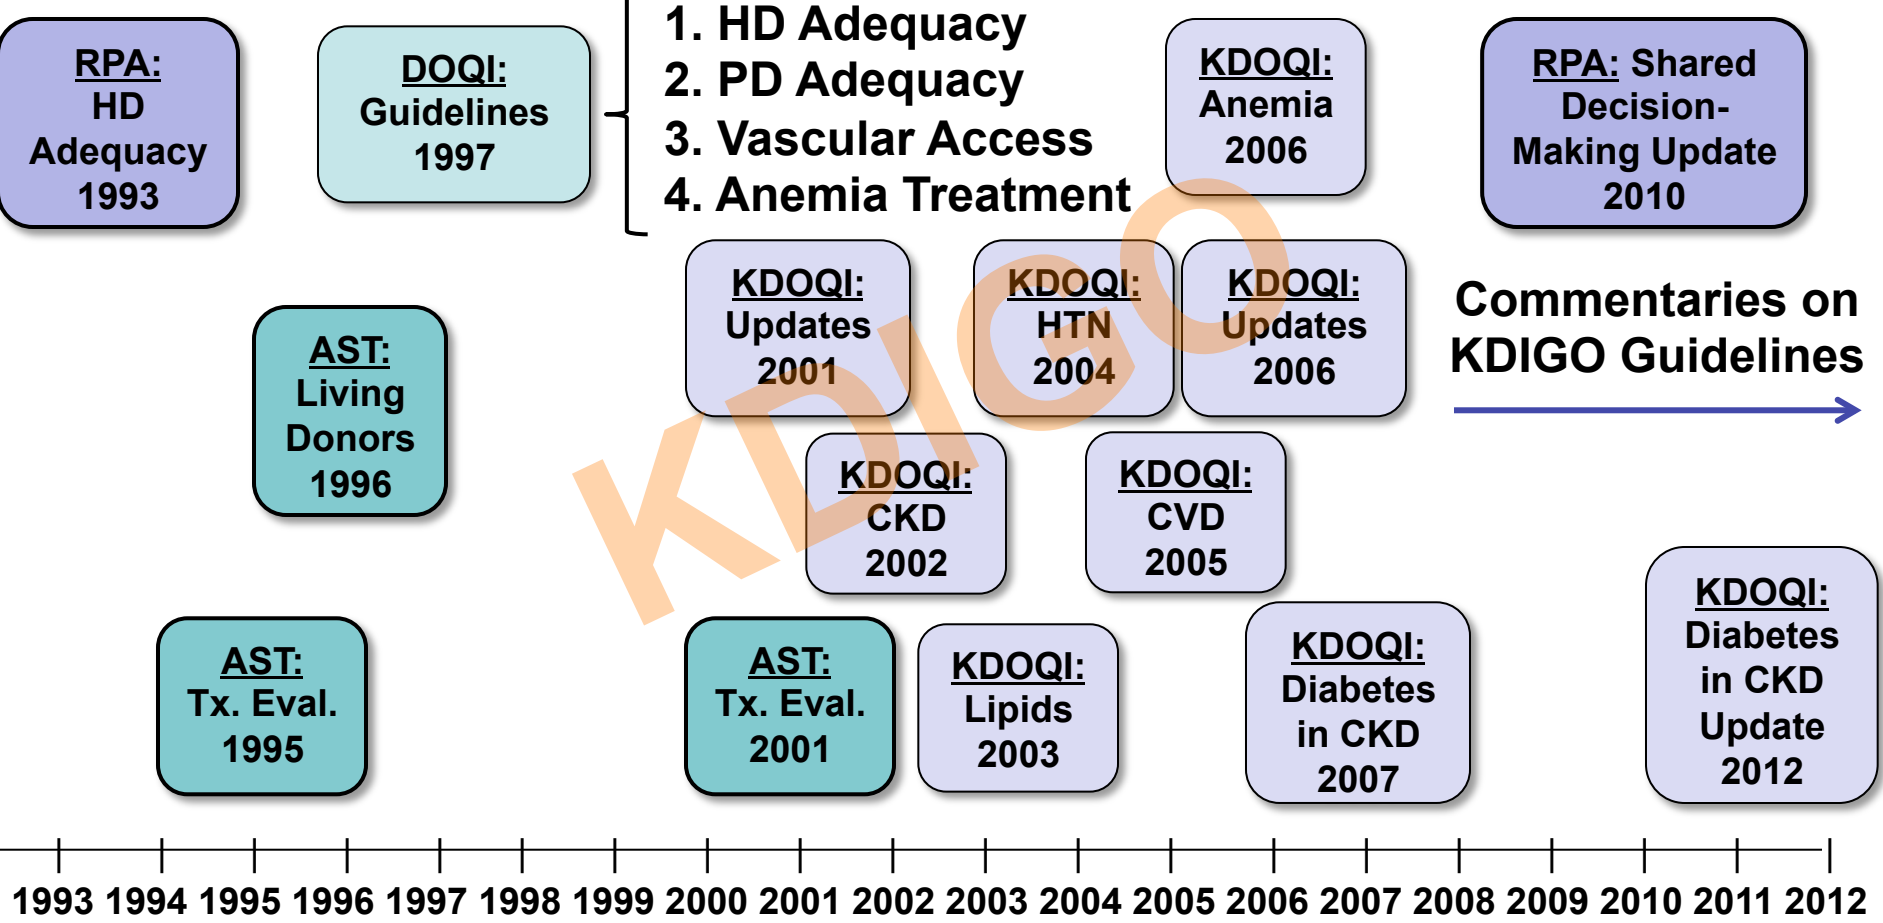 RPA:
HD
Adequacy
1993
DOQI:
Guidelines
1997
1. HD Adequacy
2. PD Adequacy
3. Vascular Access
4. Anemia Treatment
KDOQI:
Anemia
2006
RPA: Shared
Decision-
Making Update
2010
AST:
Living
Donors
1996
KDOQI:
Updates
2001
KDOQI:
HTN
2004
KDOQI:
Updates
2006
Commentaries on
KDIGO Guidelines
KDOQI:
CKD
2002
KDOQI:
CVD
2005
AST:
Tx. Eval.
1995
AST:
Tx. Eval.
2001
KDOQI:
Lipids
2003
KDOQI:
Diabetes
in CKD
2007
KDOQI:
Diabetes
in CKD
Update
2012
KDIGO
1993 1994 1995 1996 1997 1998 1999 2000 2001 2002 2003 2004 2005 2006 2007 2008 2009 2010 2011 2012